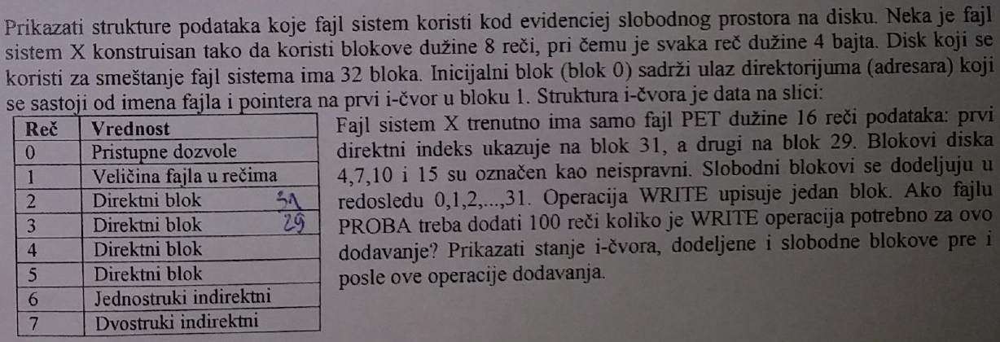 Prikazati strukture podataka koje fajl sistem koristi kod evidenciej slobodnog prostora na disku. Neka je fajl
sistem X konstruisan tako da koristi blokove dužine 8 reči, pri čemu je svaka reč dužine 4 bajta. Disk koji se
koristi za smeštanje fajl sistema ima 32 bloka. Inicijalni blok (blok 0) sadrži ulaz direktorijuma (adresara) koji
se sastoji od imena fajla i pointera na prvi i-čvor u bloku 1. Struktura i-čvora je data na slici:
Reč Vrednost
0 Pristupne dozvole
1 Veličina fajla u rečima
2 Direktni blok 31
3 Direktni blok 29
4 Direktni blok
5 Direktni blok
6 Jednostruki indirektni
7 Dvostruki indirektni
Fajl sistem X trenutno ima samo fajl PET dužine 16 reči podataka: prvi
direktni indeks ukazuje na blok 31, a drugi na blok 29. Blokovi diska
4,7,10 i 15 su označen kao neispravni. Slobodni blokovi se dodeljuju u
redosledu 0,1,2,...,31. Operacija WRITE upisuje jedan blok. Ako fajlu
PROBA treba dodati 100 reči koliko je WRITE operacija potrebno za ovo
dodavanje? Prikazati stanje i-čvora, dodeljene i slobodne blokove pre i
posle ove operacije dodavanja.